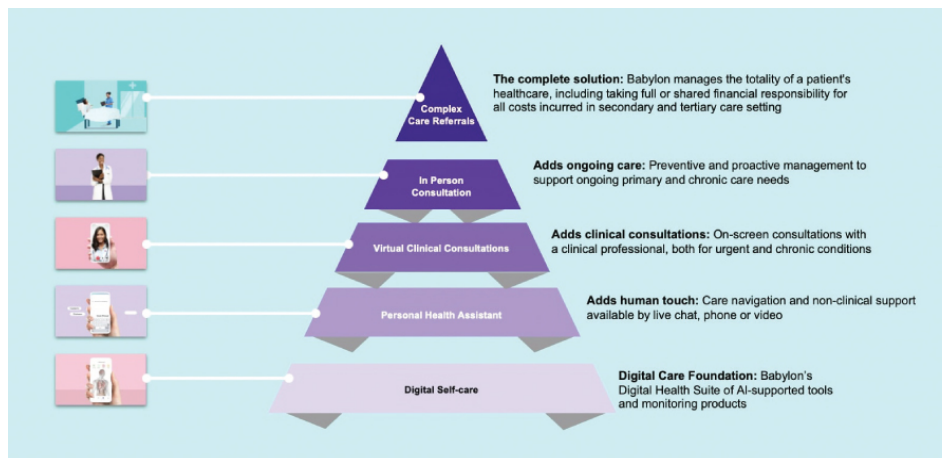 Complex
Care Referrals
The complete solution: Babylon manages the totality of a patient's
healthcare, including taking full or shared financial responsibility for
all costs incurred in secondary and tertiary care setting
In Person
Consultation
Adds ongoing care: Preventive and proactive management to
support ongoing primary and chronic care needs
Virtual Clinical Consultations
Adds clinical consultations: On-screen consultations with
a clinical professional, both for urgent and chronic conditions
Personal Health Assistant
Adds human touch: Care navigation and non-clinical support
available by live chat, phone or video
Digital Self-care
Digital Care Foundation: Babylon's
Digital Health Suite of AI-supported tools
and monitoring products